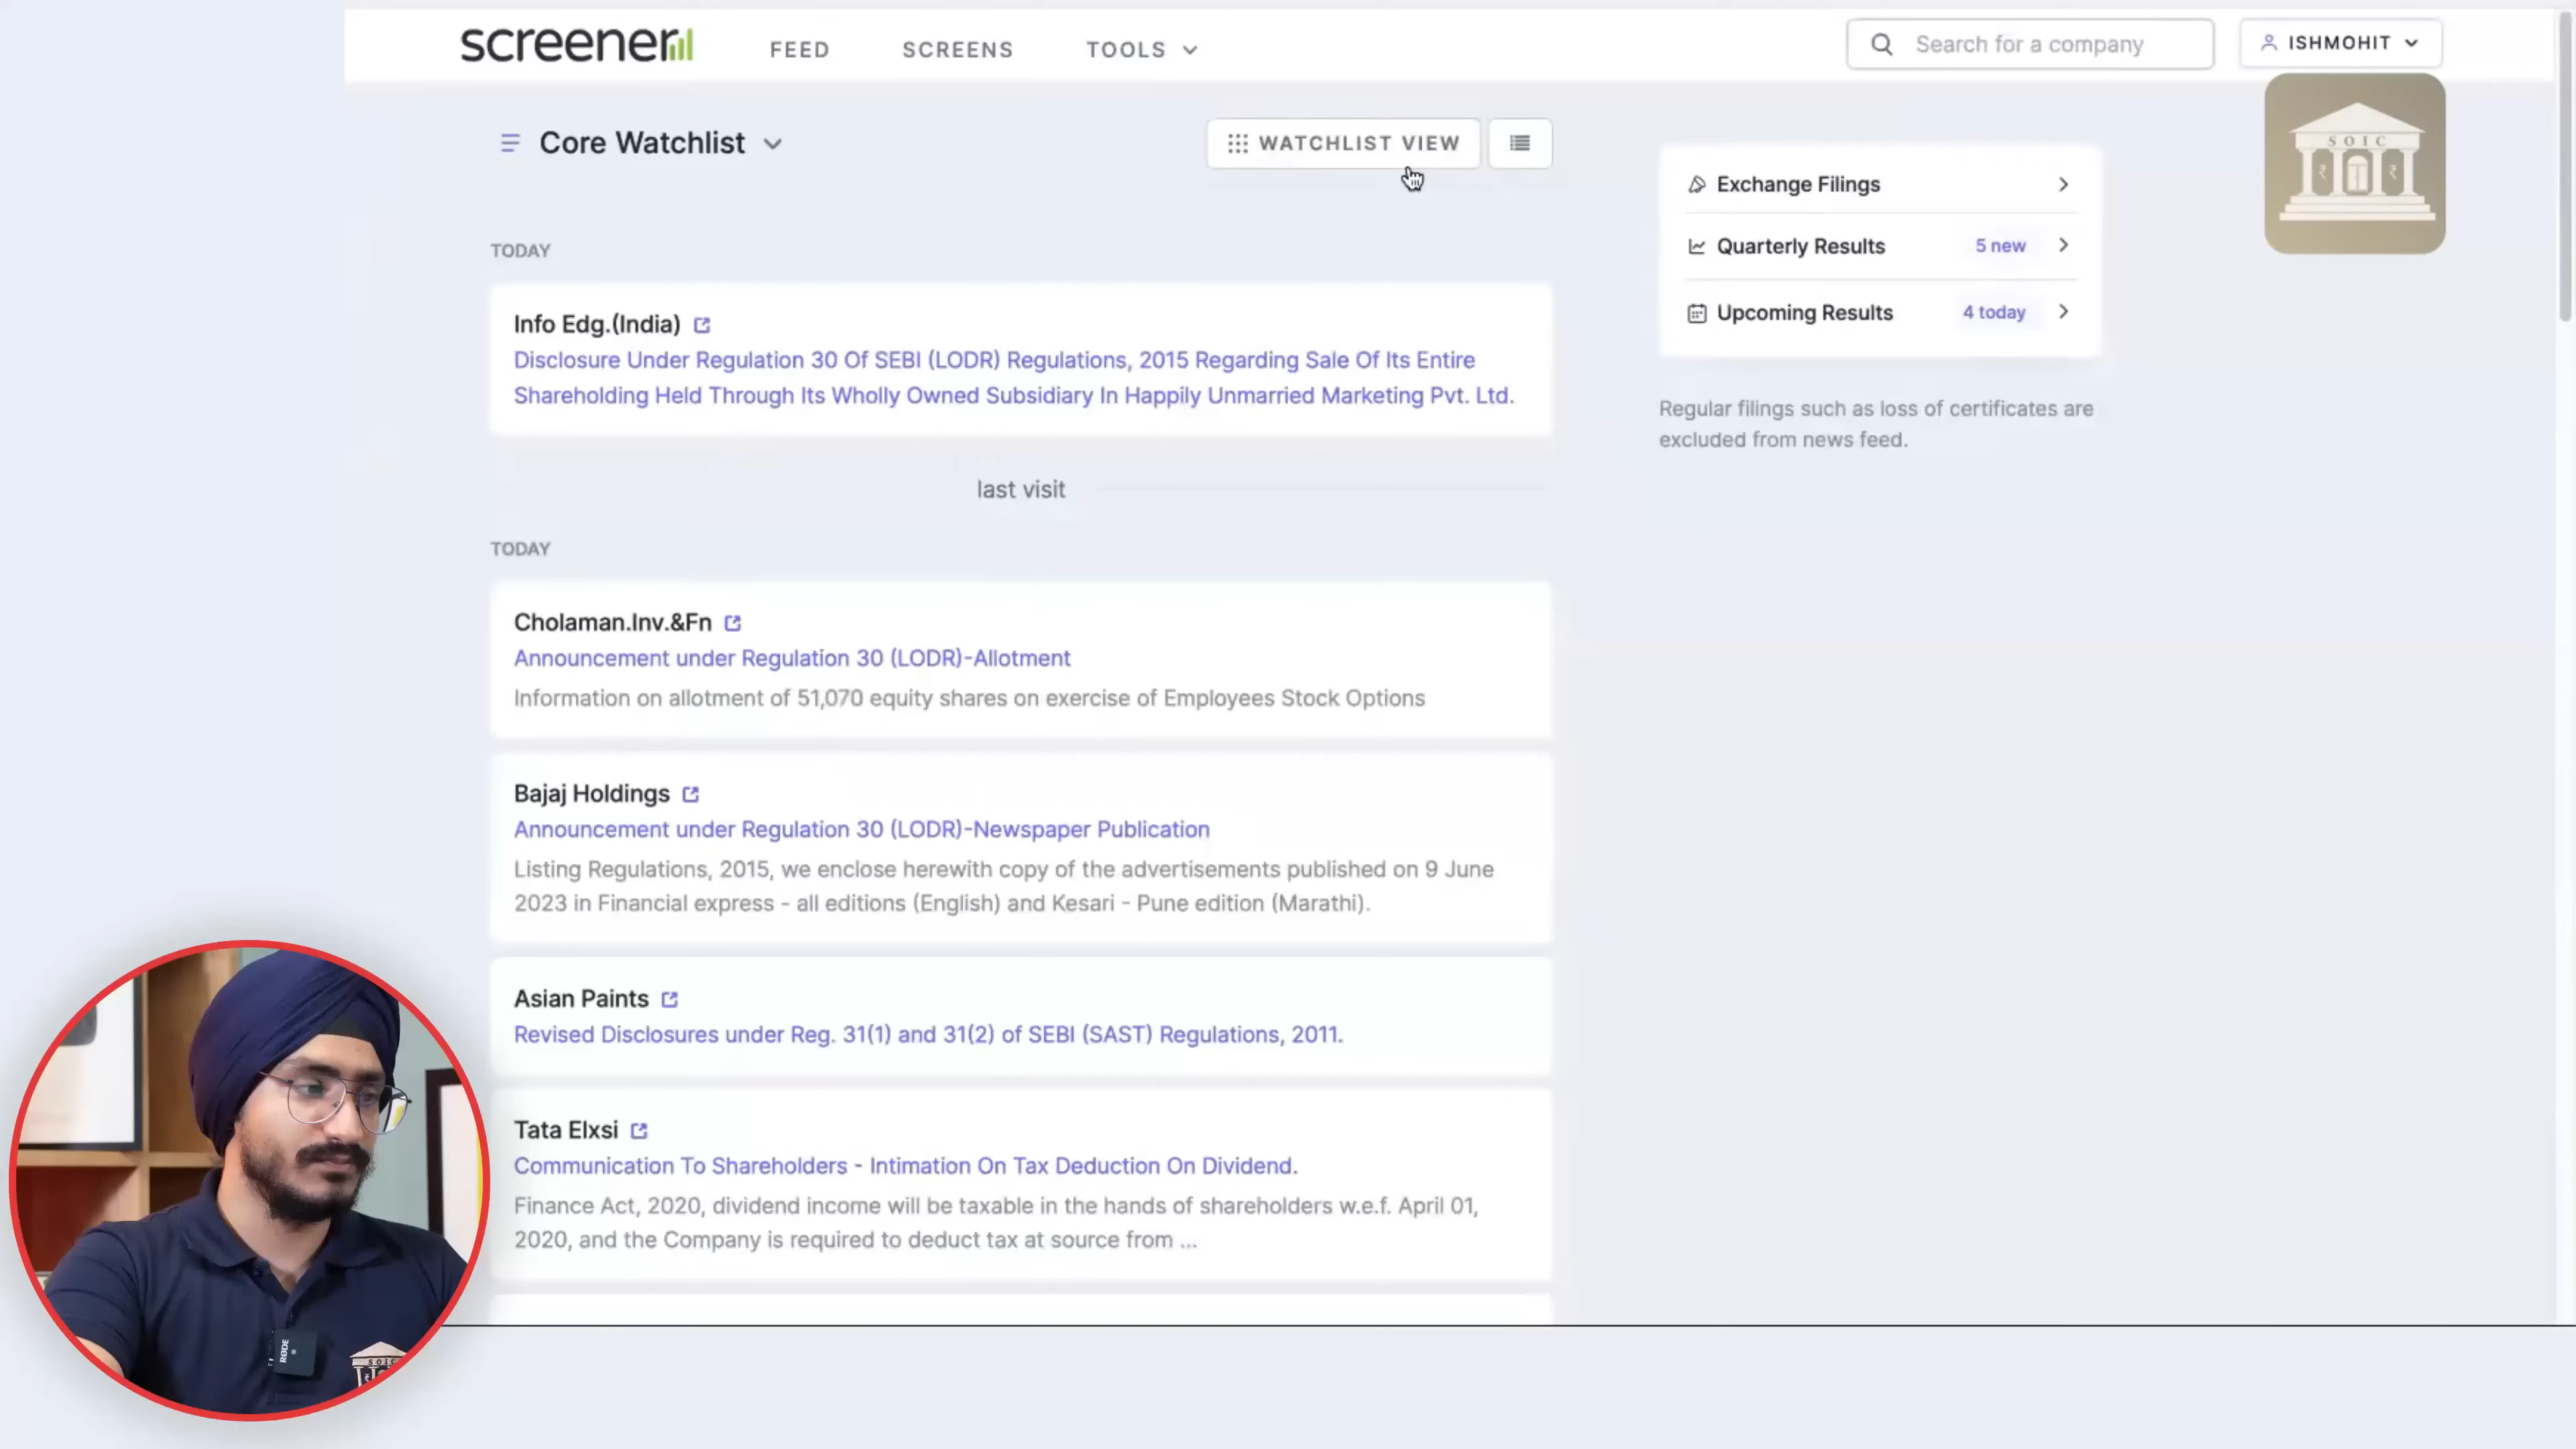 screener
FEED
SCREENS
TOOLS
Search for a company
ISHMOHIT
SOIC
Core Watchlist
WATCHLIST VIEW
Exchange Filings
Quarterly Results 5 new
Upcoming Results 4 today
Regular filings such as loss of certificates are
excluded from news feed.
TODAY
Info Edg.(India)
Disclosure Under Regulation 30 Of SEBI (LODR) Regulations, 2015 Regarding Sale Of Its Entire
Shareholding Held Through Its Wholly Owned Subsidiary In Happily Unmarried Marketing Pvt. Ltd.
last visit
TODAY
Cholaman.Inv.&Fn
Announcement under Regulation 30 (LODR)-Allotment
Information on allotment of 51,070 equity shares on exercise of Employees Stock Options
Bajaj Holdings
Announcement under Regulation 30 (LODR)-Newspaper Publication
Listing Regulations, 2015, we enclose herewith copy of the advertisements published on 9 June
2023 in Financial express - all editions (English) and Kesari - Pune edition (Marathi).
Asian Paints
Revised Disclosures under Reg. 31(1) and 31(2) of SEBI (SAST) Regulations, 2011.
Tata Elxsi
Communication To Shareholders - Intimation On Tax Deduction On Dividend.
Finance Act, 2020, dividend income will be taxable in the hands of shareholders w.e.f. April 01,
2020, and the Company is required to deduct tax at source from ...
RØDE
SOIC